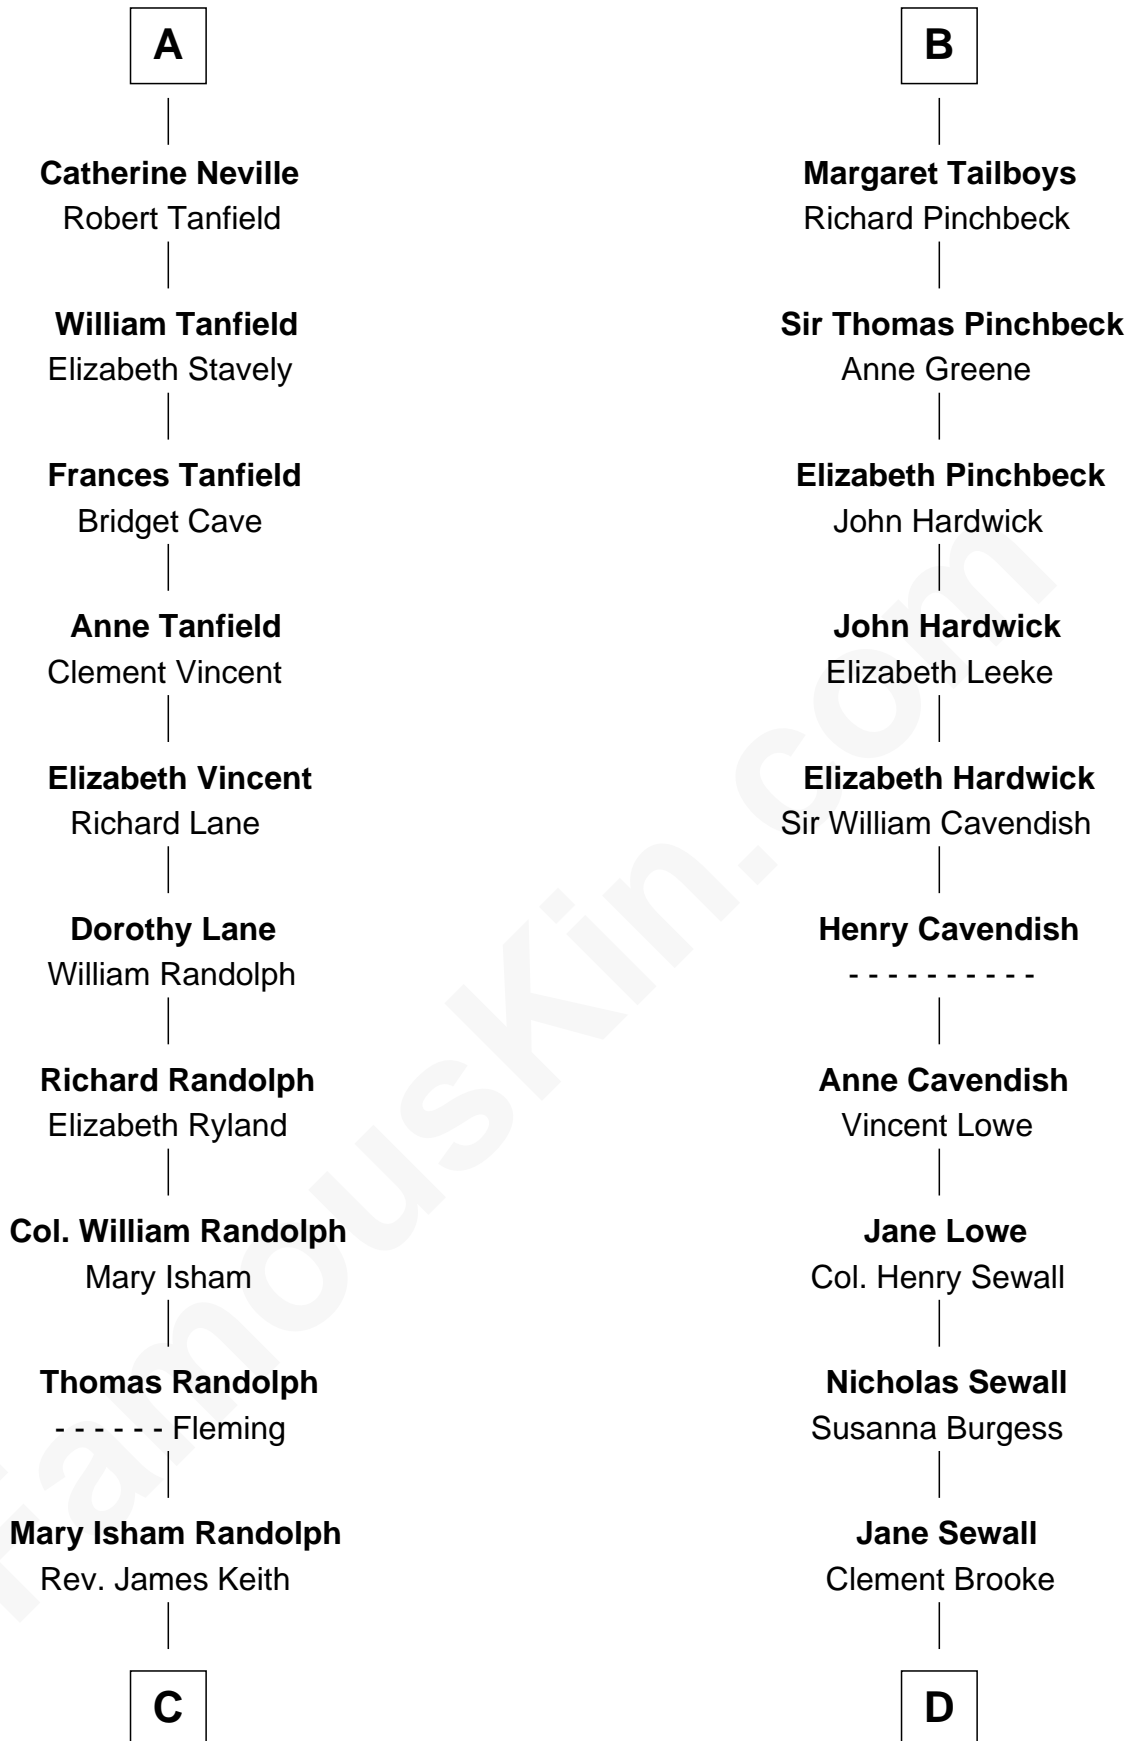 A
Catherine Neville
Robert Tanfield
William Tanfield
Elizabeth Stavely
Frances Tanfield
Bridget Cave
Anne Tanfield
Clement Vincent
Elizabeth Vincent
Richard Lane
Dorothy Lane
William Randolph
Richard Randolph
Elizabeth Ryland
Col. William Randolph
Mary Isham
Thomas Randolph
- - - - - - Fleming
Mary Isham Randolph
Rev. James Keith
C
B
Margaret Tailboys
Richard Pinchbeck
Sir Thomas Pinchbeck
Anne Greene
Elizabeth Pinchbeck
John Hardwick
John Hardwick
Elizabeth Leeke
Elizabeth Hardwick
Sir William Cavendish
Henry Cavendish
- - - - - - - - - -
Anne Cavendish
Vincent Lowe
Jane Lowe
Col. Henry Sewall
Nicholas Sewall
Susanna Burgess
Jane Sewall
Clement Brooke
D
FamousKin.com